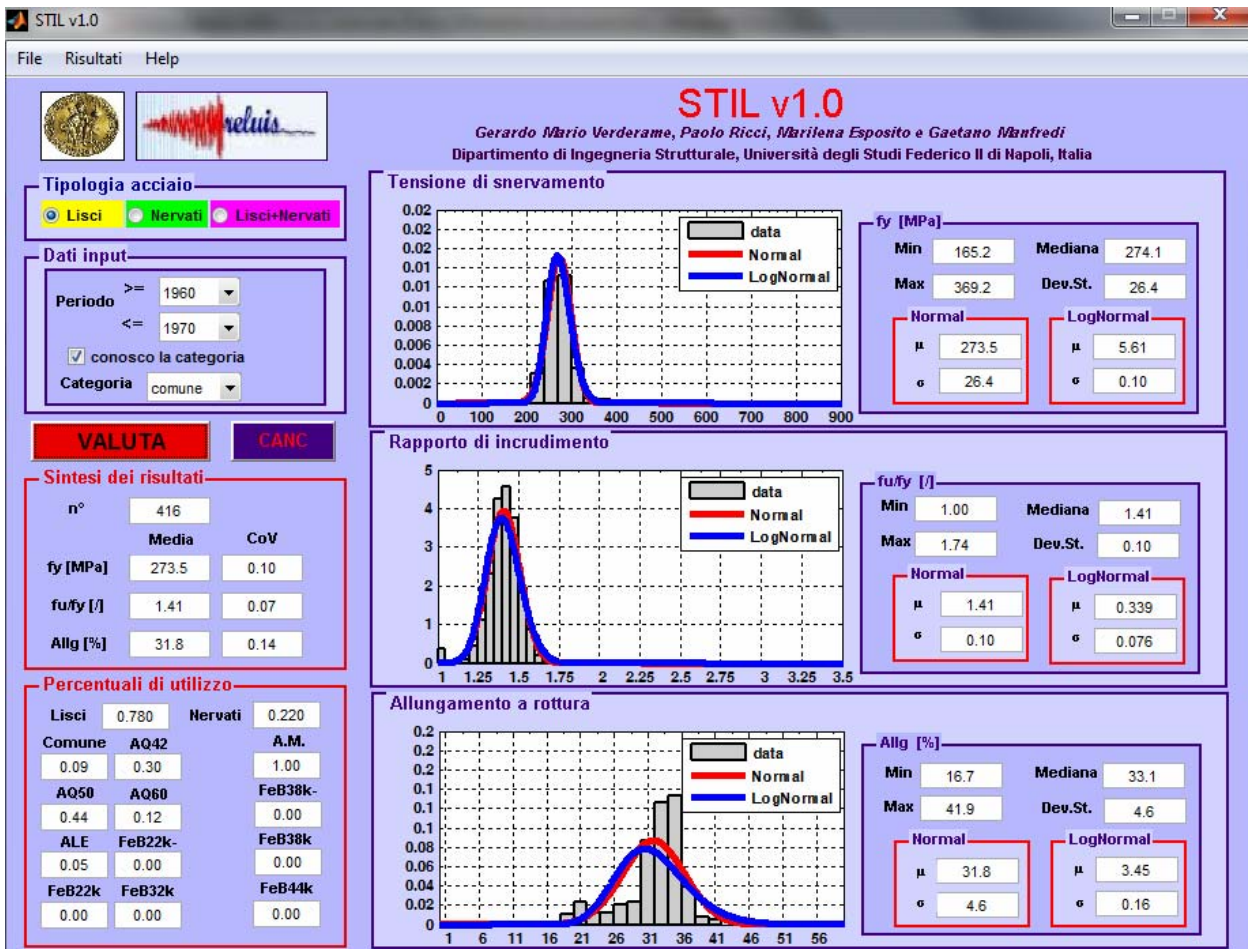 STIL v1.0
File Risultati Help
reluis
STIL v1.0
Gerardo Mario Verderame, Paolo Ricci, Marilena Esposito e Gaetano Manfredi
Dipartimento di Ingegneria Strutturale, Università degli Studi Federico II di Napoli, Italia
Tipologia acciaio
Lisci Nervati Lisci+Nervati
Dati input
Periodo >= 1960
<= 1970
conosco la categoria
Categoria comune
VALUTA CANC
Sintesi dei risultati
n° 416
Media CoV
fy [MPa] 273.5 0.10
fu/fy [/] 1.41 0.07
Allg [%] 31.8 0.14
Percentuali di utilizzo
Lisci 0.780 Nervati 0.220
Comune AQ42 A.M.
0.09 0.30 1.00
AQ50 AQ60 FeB38k-
0.44 0.12 0.00
ALE FeB22k- FeB38k
0.05 0.00 0.00
FeB22k FeB32k FeB44k
0.00 0.00 0.00
Tensione di snervamento
0.02
0.02
0.02
0.01
0.01
0.01
0.008
0.006
0.004
0.002
0
0 100 200 300 400 500 600 700 800 900
data
Normal
LogNormal
fy [MPa]
Min 165.2 Mediana 274.1
Max 369.2 Dev.St. 26.4
Normal LogNormal
μ 273.5 μ 5.61
σ 26.4 σ 0.10
Rapporto di incrudimento
5
4
3
2
1
0
1 1.25 1.5 1.75 2 2.25 2.5 2.75 3 3.25 3.5
data
Normal
LogNormal
fu/fy [/]
Min 1.00 Mediana 1.41
Max 1.74 Dev.St. 0.10
Normal LogNormal
μ 1.41 μ 0.339
σ 0.10 σ 0.076
Allungamento a rottura
0.2
0.2
0.2
0.1
0.1
0.1
0.08
0.06
0.04
0.02
0
1 6 11 16 21 26 31 36 41 46 51 56
data
Normal
LogNormal
Allg [%]
Min 16.7 Mediana 33.1
Max 41.9 Dev.St. 4.6
Normal LogNormal
μ 31.8 μ 3.45
σ 4.6 σ 0.16